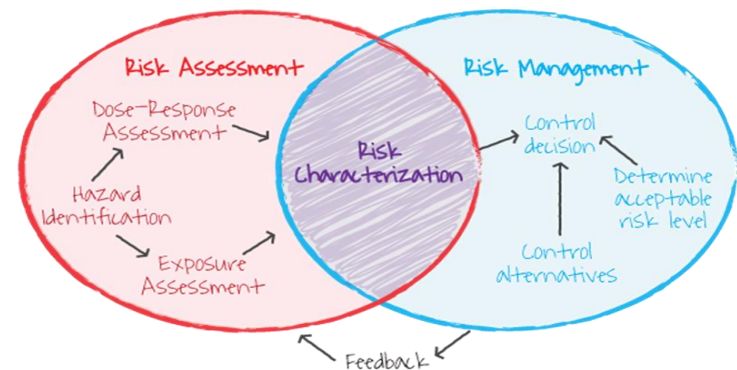 Risk Assessment
Dose-Response
Assessment
Hazard
Identification
Exposure
Assessment
Risk
Characterization
Risk Management
Control
decision
Determine
acceptable
risk level
Control
alternatives
Feedback